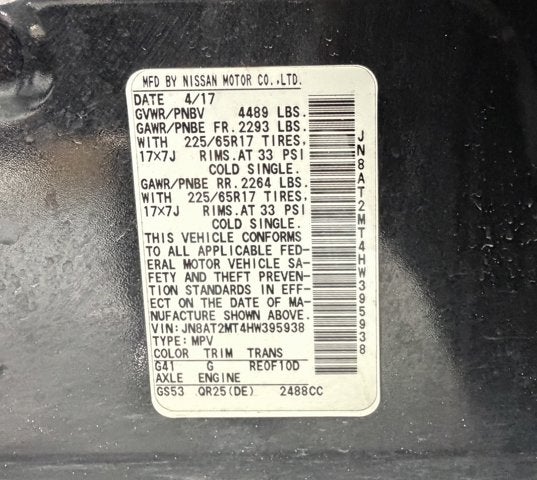 MFD BY NISSAN MOTOR CO.,LTD.
DATE 4/17
GVWR/PNBV 4489 LBS.
GAWR/PNBE FR. 2293 LBS.
WITH 225/65R17 TIRES,
17×7J RIMS.AT 33 PSI
COLD SINGLE.
GAWR/PNBE RR. 2264 LBS.
WITH 225/65R17 TIRES,
17×7J RIMS.AT 33 PSI
COLD SINGLE.
THIS VEHICLE CONFORMS
TO ALL APPLICABLE FED-
ERAL MOTOR VEHICLE SA-
FETY AND THEFT PREVEN-
TION STANDARDS IN EFF-
ECT ON THE DATE OF MA-
NUFACTURE SHOWN ABOVE.
VIN: JN8AT2MT4HW395938
TYPE: MPV
COLOR TRIM TRANS
G41 G RE0F10D
AXLE ENGINE
GS53 QR25(DE) 2488CC
JN8AT2MT4HW395938